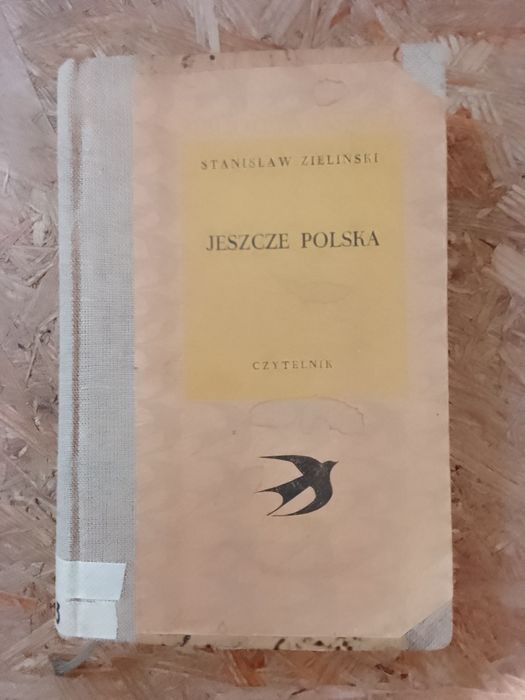 STANISŁAW ZIELIŃSKI
JESZCZE POLSKA
CZYTELNIK